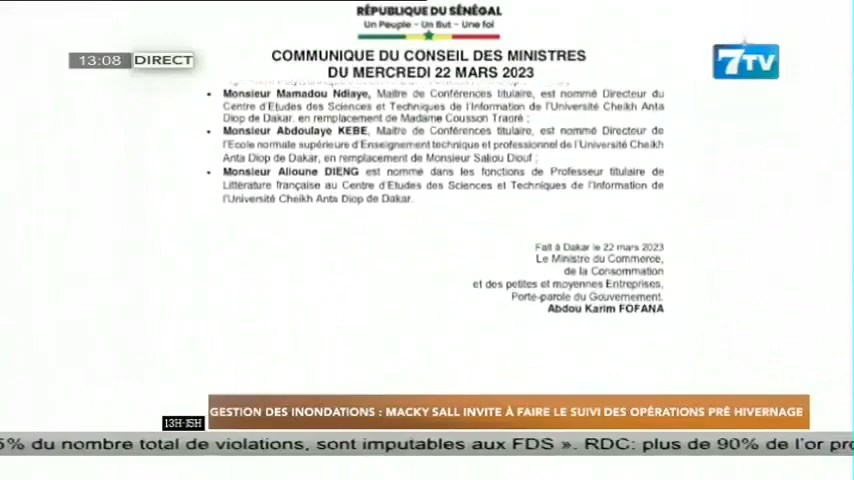 RÉPUBLIQUE DU SÉNÉGAL
Un Peuple - Un But - Une foi
13:08 DIRECT
7TV
COMMUNIQUE DU CONSEIL DES MINISTRES
DU MERCREDI 22 MARS 2023
• Monsieur Mamadou Ndiaye, Maître de Conférences titulaire, est nommé Directeur du
Centre d'Etudes des Sciences et Techniques de l'Information de l'Université Cheikh Anta
Diop de Dakar, en remplacement de Madame Cousson Traoré ;
• Monsieur Abdoulaye KEBE, Maître de Conférences titulaire, est nommé Directeur de
l'Ecole normale supérieure d'Enseignement technique et professionnel de l'Université Cheikh
Anta Diop de Dakar, en remplacement de Monsieur Saliou Diouf ;
• Monsieur Alioune DIENG est nommé dans les fonctions de Professeur titulaire de
Littérature française au Centre d'Etudes des Sciences et Techniques de l'Information de
l'Université Cheikh Anta Diop de Dakar.
Fait à Dakar le 22 mars 2023
Le Ministre du Commerce,
de la Consommation
et des petites et moyennes Entreprises,
Porte-parole du Gouvernement.
Abdou Karim FOFANA
GESTION DES INONDATIONS : MACKY SALL INVITE À FAIRE LE SUIVI DES OPÉRATIONS PRÉ HIVERNAGE
13H-15H
5% du nombre total de violations, sont imputables aux FDS ». RDC: plus de 90% de l'or pro